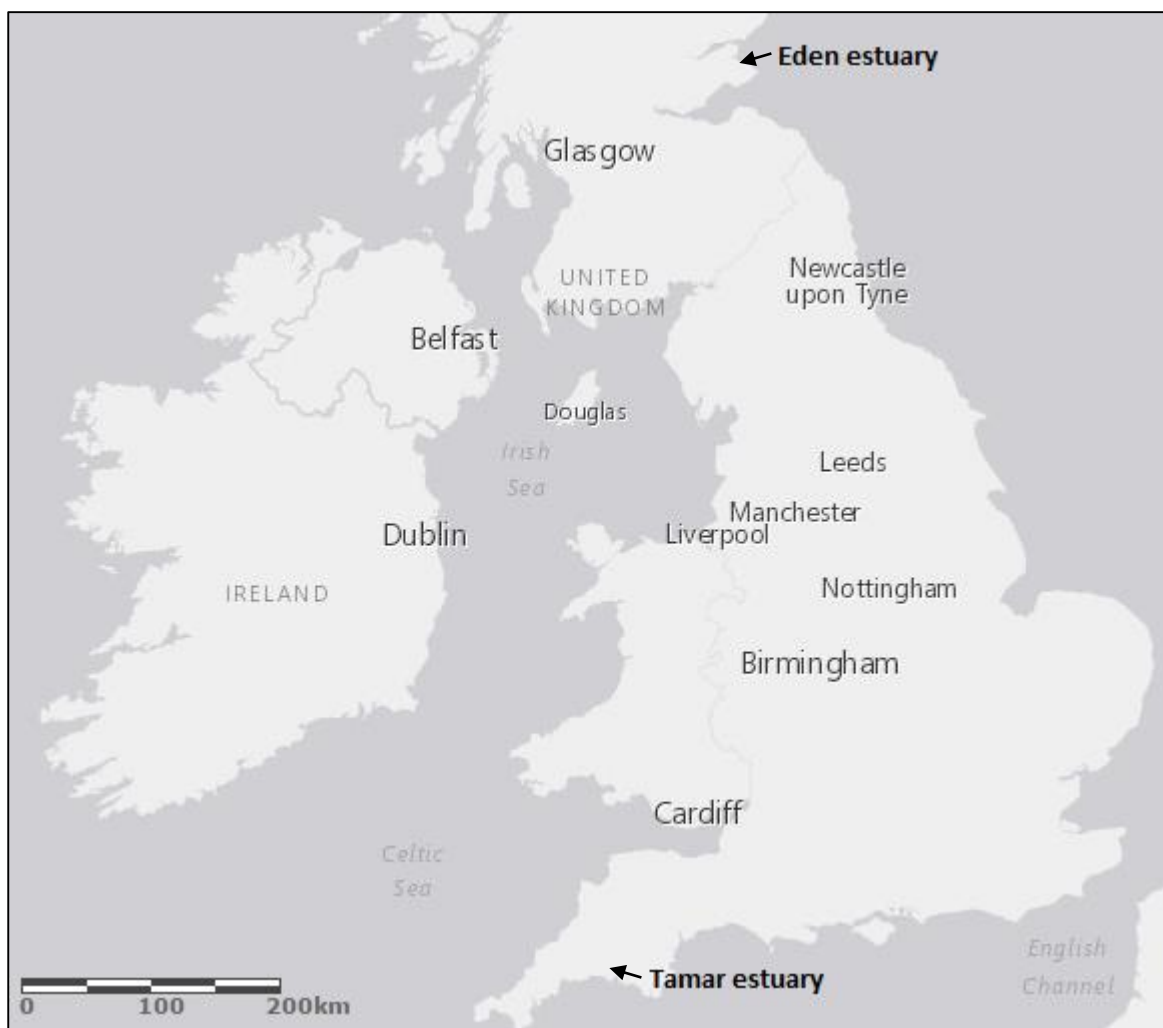 Eden estuary
Glasgow
UNITED
KINGDOM
Newcastle
upon Tyne
Belfast
Douglas
Irish
Sea
Leeds
Manchester
Liverpool
Dublin
IRELAND
Nottingham
Birmingham
Cardiff
Celtic
Sea
English
Channel
Tamar estuary
0 100 200km